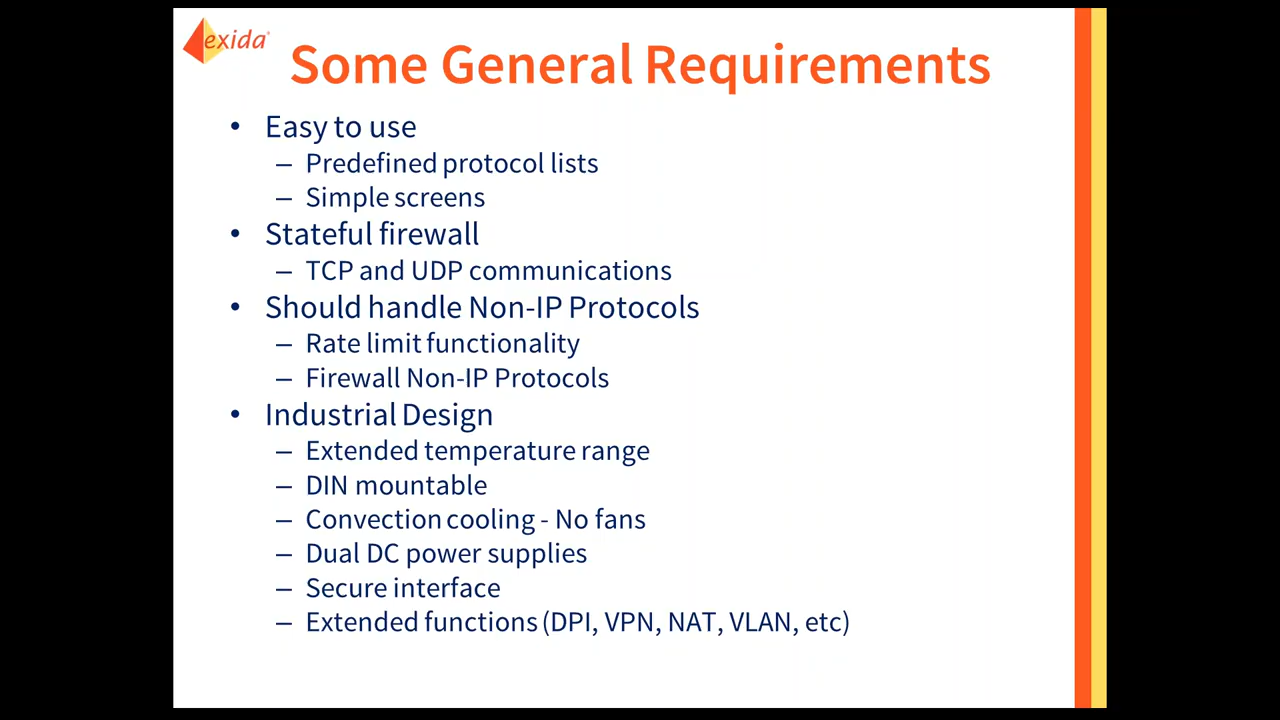 exida®
Some General Requirements
• Easy to use
– Predefined protocol lists
– Simple screens
• Stateful firewall
– TCP and UDP communications
• Should handle Non-IP Protocols
– Rate limit functionality
– Firewall Non-IP Protocols
• Industrial Design
– Extended temperature range
– DIN mountable
– Convection cooling - No fans
– Dual DC power supplies
– Secure interface
– Extended functions (DPI, VPN, NAT, VLAN, etc)